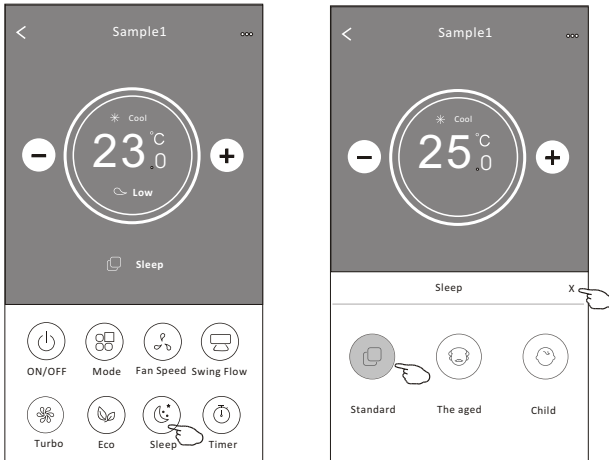 Sample1
Cool
23.0 °C
Low
Sleep
ON/OFF
Mode
Fan Speed
Swing Flow
Turbo
Eco
Sleep
Timer
Sample1
Cool
25.0 °C
Sleep
X
Standard
The aged
Child